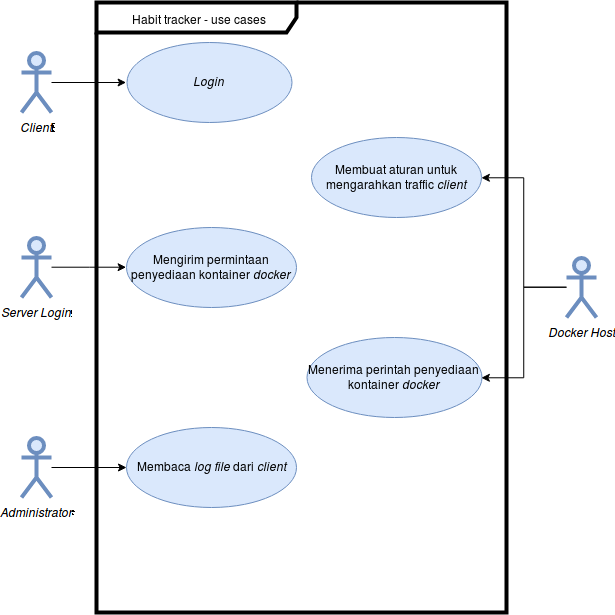 Habit tracker - use cases
Login
Client
Membuat aturan untuk
mengarahkan traffic client
Mengirim permintaan
penyediaan kontainer docker
Server Login
Docker Host
Menerima perintah penyediaan
kontainer docker
Membaca log file dari client
Administrator